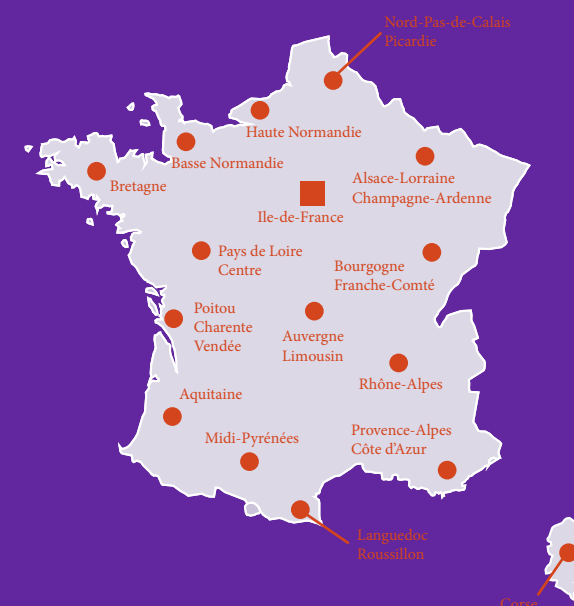 Nord-Pas-de-Calais
Picardie
Haute Normandie
Basse Normandie
Bretagne
Alsace-Lorraine
Champagne-Ardenne
Ile-de-France
Pays de Loire
Centre
Bourgogne
Franche-Comté
Poitou
Charente
Vendée
Auvergne
Limousin
Rhône-Alpes
Aquitaine
Midi-Pyrénées
Provence-Alpes
Côte d'Azur
Languedoc
Roussillon
Corse